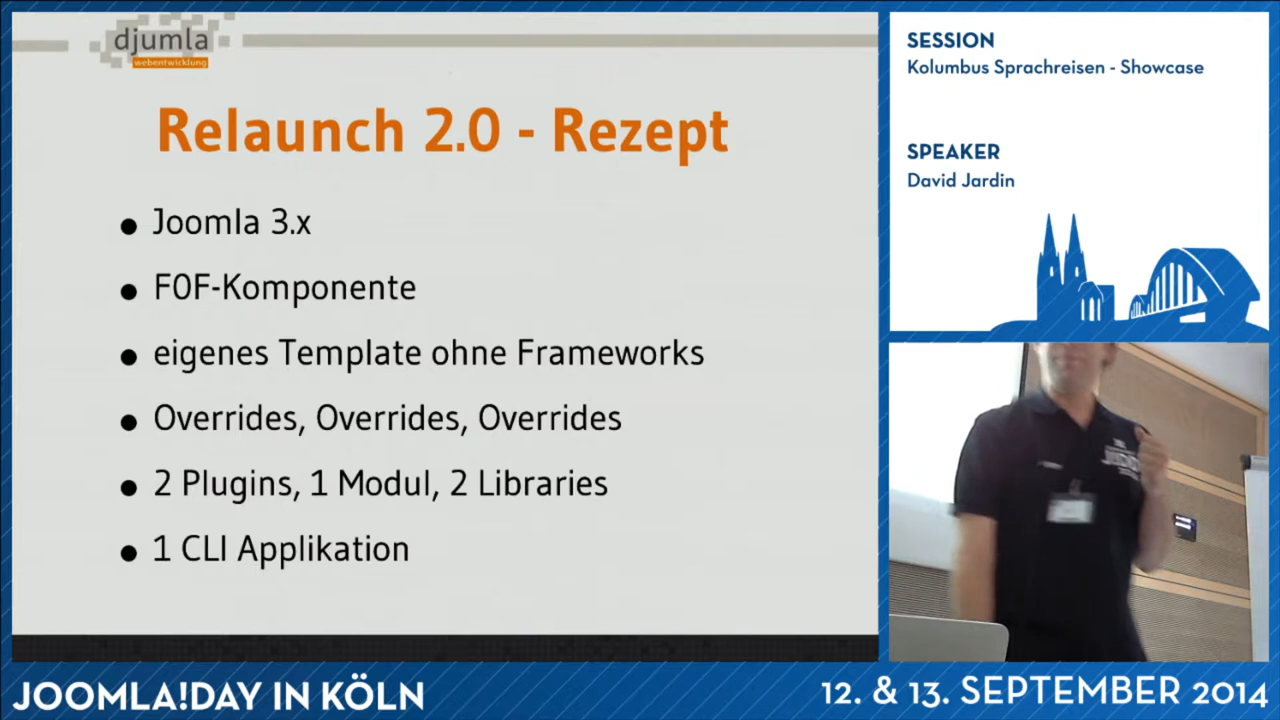 djumla
webentwicklung
Relaunch 2.0 - Rezept
• Joomla 3.x
• FOF-Komponente
• eigenes Template ohne Frameworks
• Overrides, Overrides, Overrides
• 2 Plugins, 1 Modul, 2 Libraries
• 1 CLI Applikation
SESSION
Kolumbus Sprachreisen - Showcase
SPEAKER
David Jardin
JOOMLA!DAY IN KÖLN
12. & 13. SEPTEMBER 2014